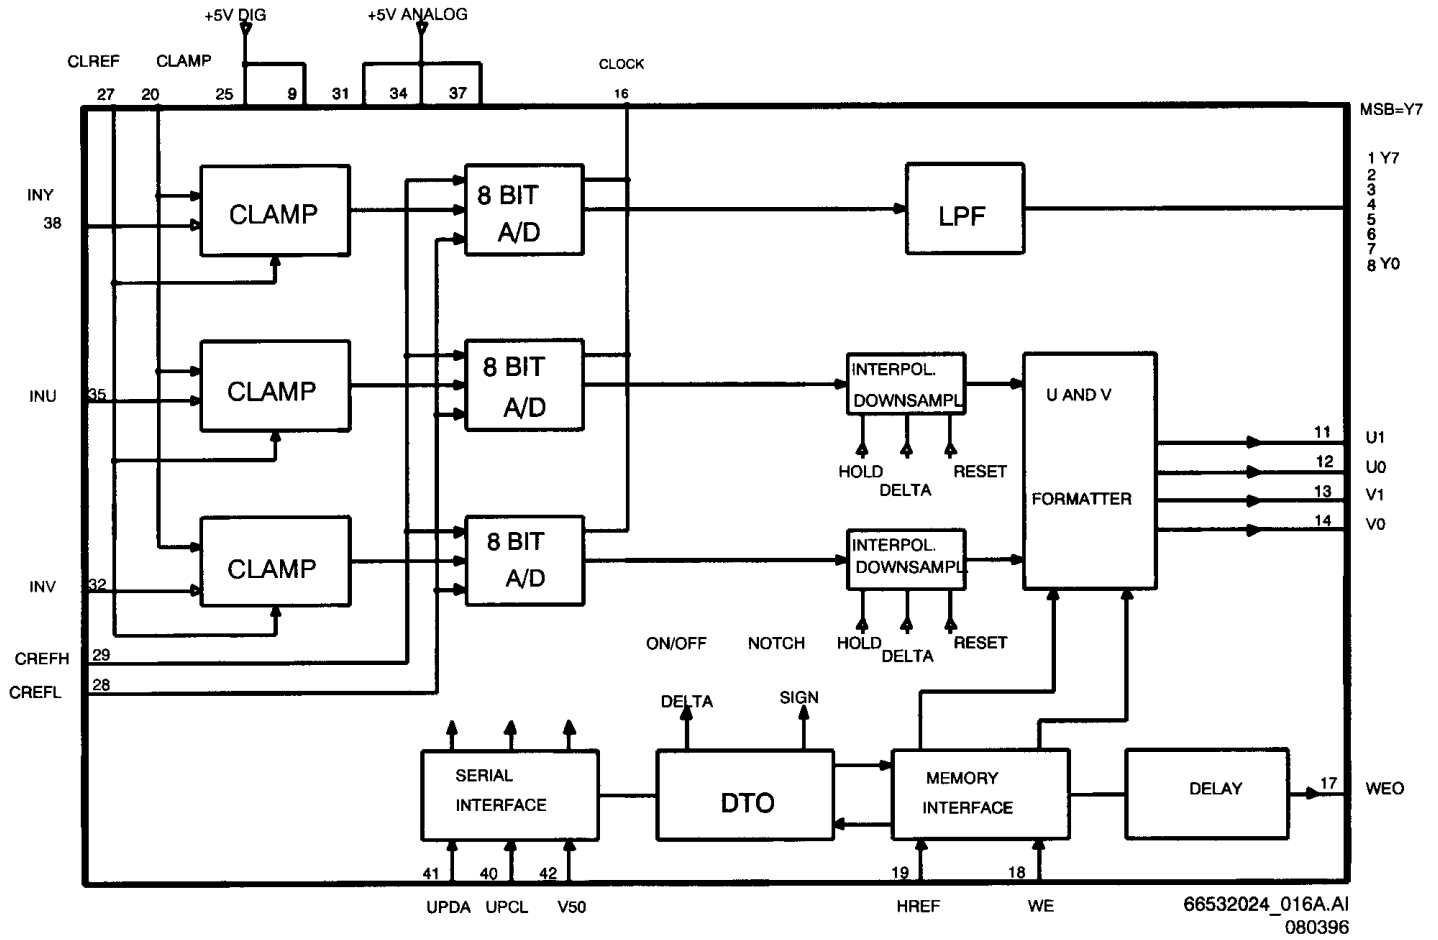 +5V DIG
+5V ANALOG
CLREF
CLAMP
CLOCK
27
20
25
9
31
34
37
16
MSB=Y7
1 Y7
2
3
4
5
6
7
8 Y0
INY
38
CLAMP
8 BIT
A/D
LPF
INU
35
CLAMP
8 BIT
A/D
INTERPOL.
DOWNSAMPL.
HOLD
DELTA
RESET
U AND V
FORMATTER
11
U1
12
U0
13
V1
14
V0
INV
32
CLAMP
8 BIT
A/D
INTERPOL.
DOWNSAMPL.
HOLD
DELTA
RESET
CREFH
29
CREFL
28
ON/OFF
NOTCH
DELTA
SIGN
SERIAL
INTERFACE
DTO
MEMORY
INTERFACE
DELAY
17
WEO
41
40
42
19
18
UPDA
UPCL
V50
HREF
WE
66532024_016A.AI
080396